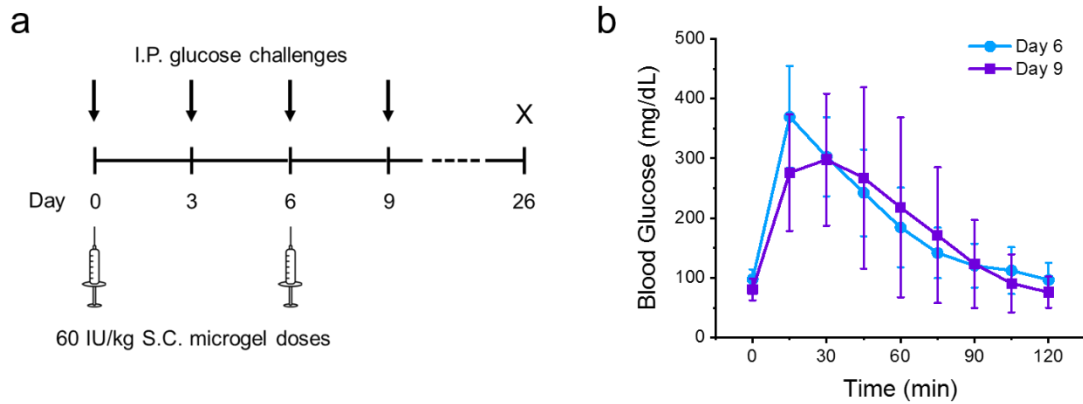 a
I.P. glucose challenges
X
Day 0 3 6 9 26
60 IU/kg S.C. microgel doses
b
Blood Glucose (mg/dL)
500
400
300
200
100
0
Day 6
Day 9
0 30 60 90 120
Time (min)